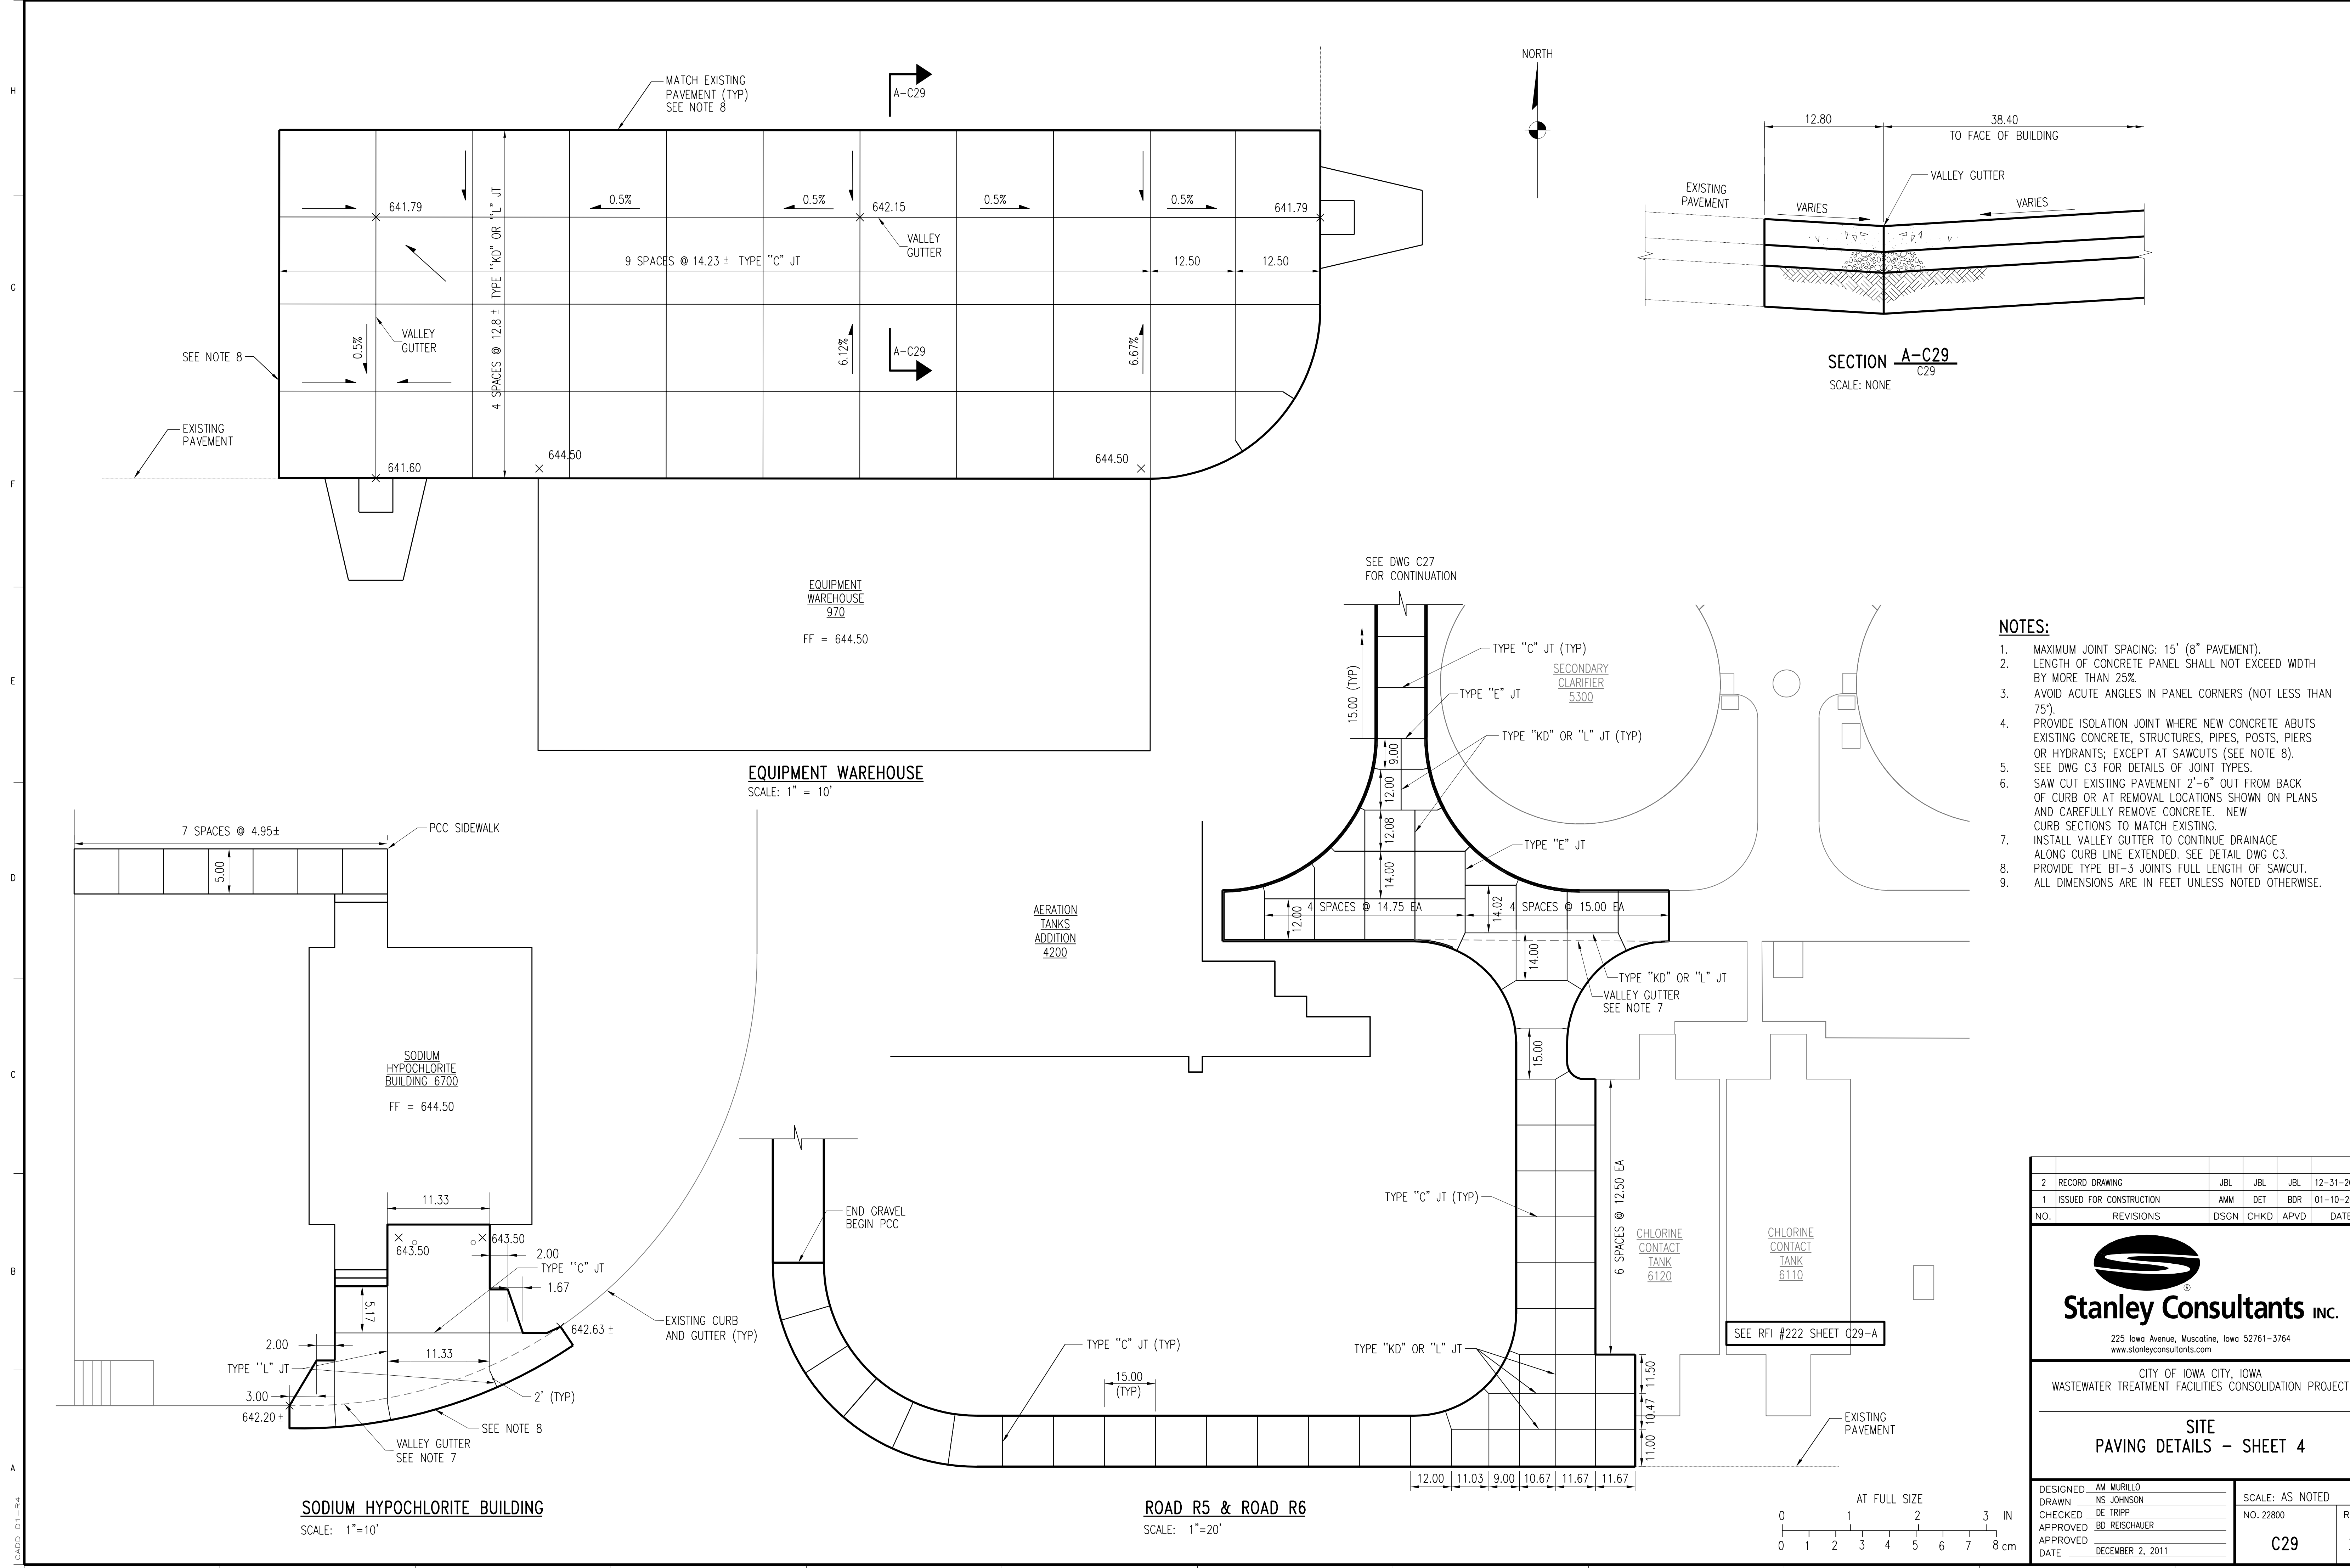 H
G
F
E
D
C
B
A
CADD D1-R4
MATCH EXISTING
PAVEMENT (TYP)
SEE NOTE 8
A-C29
0.5%
0.5%
0.5%
0.5%
641.79
642.15
641.79
VALLEY
GUTTER
9 SPACES @ 14.23 ± TYPE "C" JT
12.50
12.50
4 SPACES @ 12.8 ± TYPE "KD" OR "L" JT
VALLEY
GUTTER
0.5%
6.12%
6.67%
A-C29
SEE NOTE 8
EXISTING
PAVEMENT
641.60
644.50
644.50
EQUIPMENT
WAREHOUSE
970
FF = 644.50
EQUIPMENT WAREHOUSE
SCALE: 1" = 10'
NORTH
12.80
38.40
TO FACE OF BUILDING
VALLEY GUTTER
EXISTING
PAVEMENT
VARIES
VARIES
SECTION A-C29
C29
SCALE: NONE
NOTES:
1. MAXIMUM JOINT SPACING: 15' (8" PAVEMENT).
2. LENGTH OF CONCRETE PANEL SHALL NOT EXCEED WIDTH
BY MORE THAN 25%.
3. AVOID ACUTE ANGLES IN PANEL CORNERS (NOT LESS THAN
75°).
4. PROVIDE ISOLATION JOINT WHERE NEW CONCRETE ABUTS
EXISTING CONCRETE, STRUCTURES, PIPES, POSTS, PIERS
OR HYDRANTS; EXCEPT AT SAWCUTS (SEE NOTE 8).
5. SEE DWG C3 FOR DETAILS OF JOINT TYPES.
6. SAW CUT EXISTING PAVEMENT 2'-6" OUT FROM BACK
OF CURB OR AT REMOVAL LOCATIONS SHOWN ON PLANS
AND CAREFULLY REMOVE CONCRETE. NEW
CURB SECTIONS TO MATCH EXISTING.
7. INSTALL VALLEY GUTTER TO CONTINUE DRAINAGE
ALONG CURB LINE EXTENDED. SEE DETAIL DWG C3.
8. PROVIDE TYPE BT-3 JOINTS FULL LENGTH OF SAWCUT.
9. ALL DIMENSIONS ARE IN FEET UNLESS NOTED OTHERWISE.
7 SPACES @ 4.95±
PCC SIDEWALK
5.00
SODIUM
HYPOCHLORITE
BUILDING 6700
FF = 644.50
11.33
643.50
643.50
2.00
TYPE "C" JT
1.67
5.17
EXISTING CURB
AND GUTTER (TYP)
642.63 ±
2.00
11.33
TYPE "L" JT
3.00
2' (TYP)
642.20 ±
SEE NOTE 8
VALLEY GUTTER
SEE NOTE 7
SODIUM HYPOCHLORITE BUILDING
SCALE: 1"=10'
SEE DWG C27
FOR CONTINUATION
TYPE "C" JT (TYP)
SECONDARY
CLARIFIER
5300
15.00 (TYP)
TYPE "E" JT
TYPE "KD" OR "L" JT (TYP)
9.00
12.00
12.08
TYPE "E" JT
14.00
12.00
4 SPACES @ 14.75 EA
14.02
4 SPACES @ 15.00 EA
14.00
TYPE "KD" OR "L" JT
VALLEY GUTTER
SEE NOTE 7
AERATION
TANKS
ADDITION
4200
15.00
6 SPACES @ 12.50 EA
TYPE "C" JT (TYP)
END GRAVEL
BEGIN PCC
CHLORINE
CONTACT
TANK
6120
CHLORINE
CONTACT
TANK
6110
SEE RFI #222 SHEET C29-A
TYPE "C" JT (TYP)
TYPE "KD" OR "L" JT
15.00
(TYP)
11.50
10.47
11.00
EXISTING
PAVEMENT
12.00
11.03
9.00
10.67
11.67
11.67
ROAD R5 & ROAD R6
SCALE: 1"=20'
AT FULL SIZE
0 1 2 3 IN
0 1 2 3 4 5 6 7 8 cm
2 RECORD DRAWING JBL JBL JBL 12-31-20
1 ISSUED FOR CONSTRUCTION AMM DET BDR 01-10-2
NO. REVISIONS DSGN CHKD APVD DATE
®
Stanley Consultants INC.
225 Iowa Avenue, Muscatine, Iowa 52761-3764
www.stanleyconsultants.com
CITY OF IOWA CITY, IOWA
WASTEWATER TREATMENT FACILITIES CONSOLIDATION PROJECT
SITE
PAVING DETAILS - SHEET 4
DESIGNED AM MURILLO
DRAWN NS JOHNSON
CHECKED DE TRIPP
APPROVED BD REISCHAUER
APPROVED
DATE DECEMBER 2, 2011
SCALE: AS NOTED
NO. 22800
C29